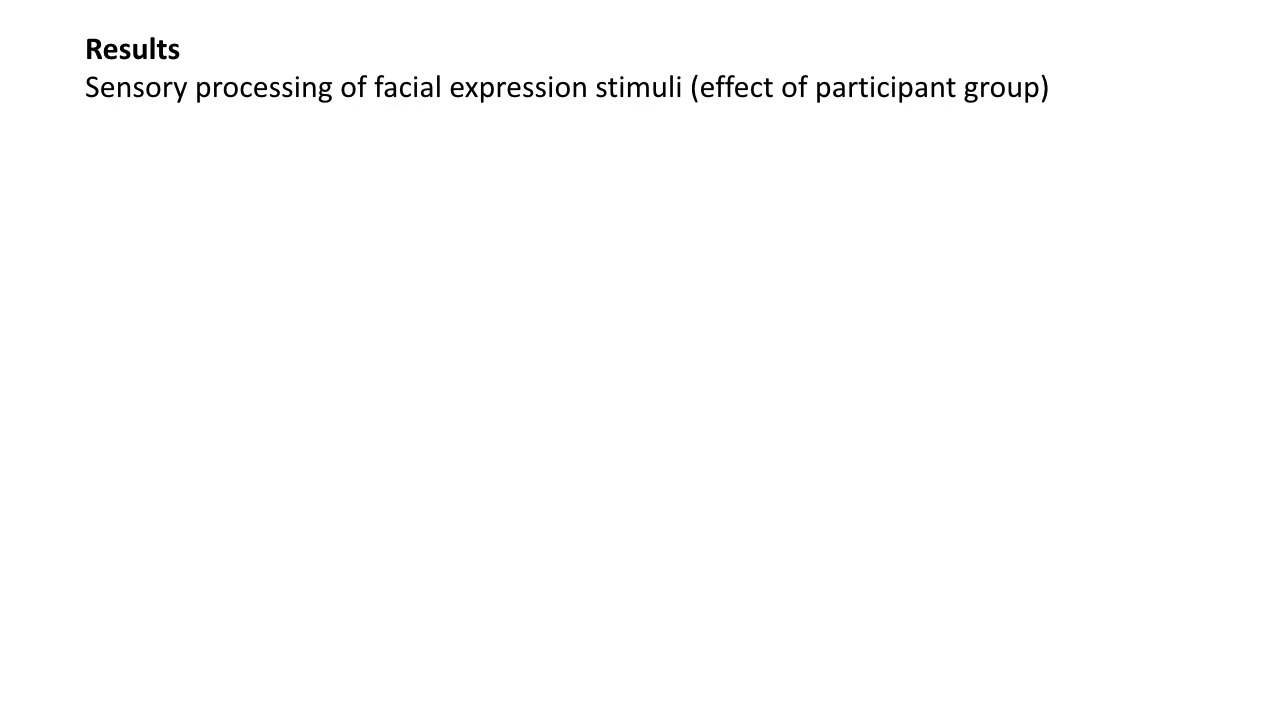 Results
Sensory processing of facial expression stimuli (effect of participant group)